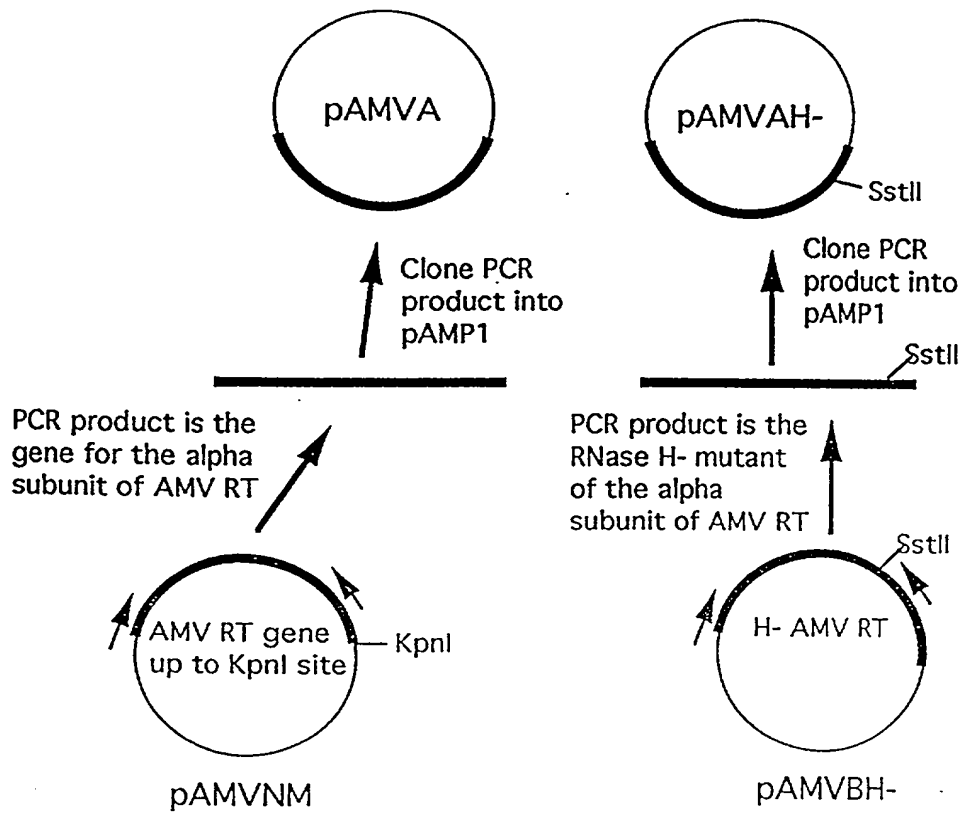 pAMVA
pAMVAH-
SstII
Clone PCR
product into
pAMP1
Clone PCR
product into
pAMP1
SstII
PCR product is the
gene for the alpha
subunit of AMV RT
PCR product is the
RNase H- mutant
of the alpha
subunit of AMV RT
SstII
AMV RT gene
up to KpnI site
KpnI
H- AMV RT
pAMVNM
pAMVBH-